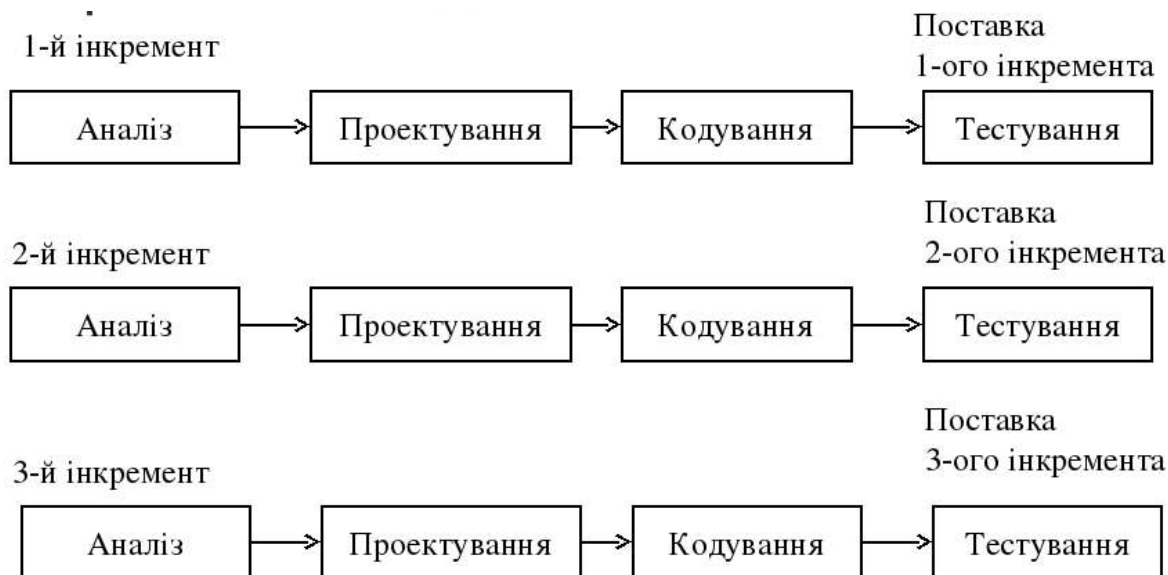 1-й інкремент
Поставка
1-ого інкремента
Аналіз
Проектування
Кодування
Тестування
2-й інкремент
Поставка
2-ого інкремента
Аналіз
Проектування
Кодування
Тестування
3-й інкремент
Поставка
3-ого інкремента
Аналіз
Проектування
Кодування
Тестування